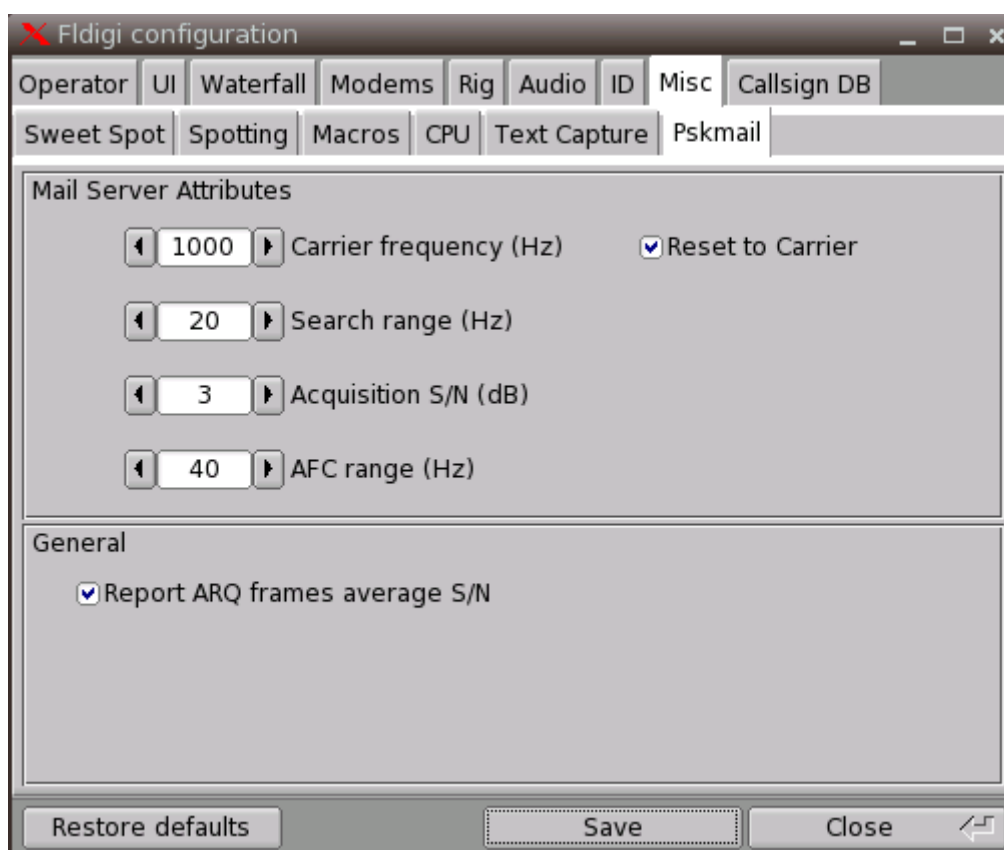 Fldigi configuration
Operator UI Waterfall Modems Rig Audio ID Misc Callsign DB
Sweet Spot Spotting Macros CPU Text Capture Pskmail
Mail Server Attributes
1000 Carrier frequency (Hz) Reset to Carrier
20 Search range (Hz)
3 Acquisition S/N (dB)
40 AFC range (Hz)
General
Report ARQ frames average S/N
Restore defaults Save Close